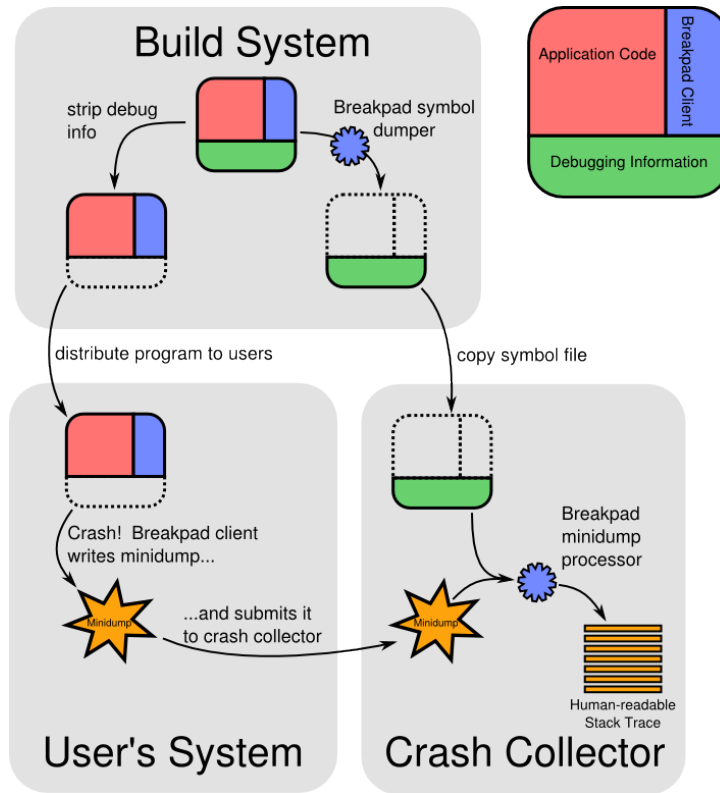 Build System
Application Code
Breakpad Client
Debugging Information
strip debug
info
Breakpad symbol
dumper
distribute program to users
copy symbol file
Crash!  Breakpad client
writes minidump...
Minidump
...and submits it
to crash collector
Minidump
Breakpad
minidump
processor
Human-readable
Stack Trace
User's System
Crash Collector